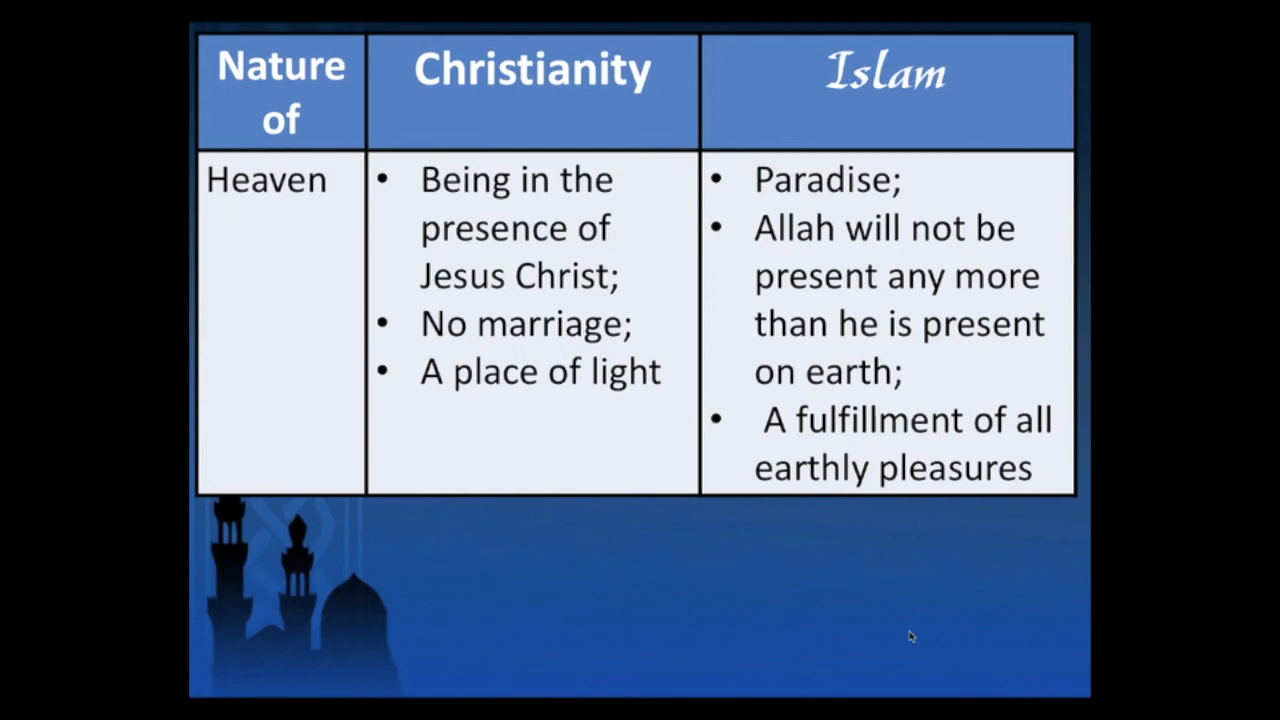 Nature
of
Christianity
Islam
Heaven
• Being in the
presence of
Jesus Christ;
• No marriage;
• A place of light
• Paradise;
• Allah will not be
present any more
than he is present
on earth;
• A fulfillment of all
earthly pleasures